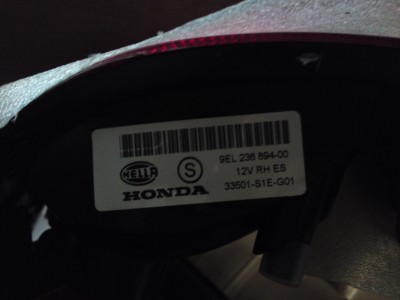 9EL 236 894-00
HELLA
S
12V RH ES
HONDA
33501-S1E-G01